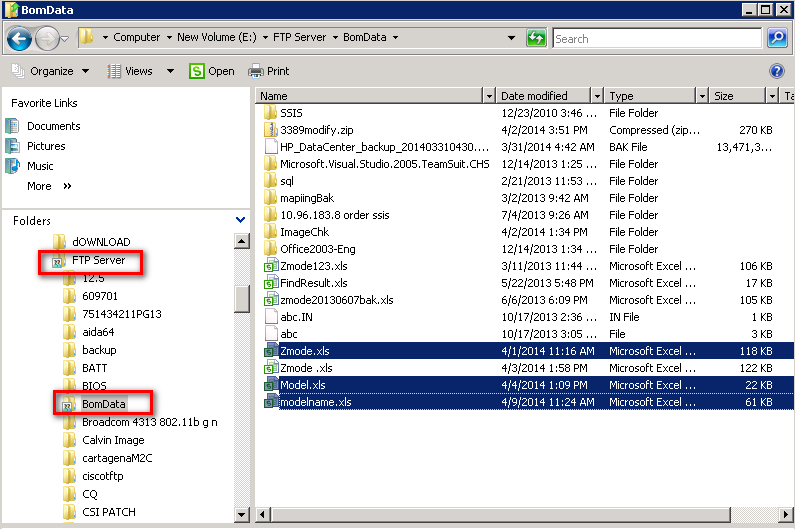 BomData
Computer New Volume (E:) FTP Server BomData Search
Organize Views Open Print
Favorite Links
Documents
Pictures
Music
More »
Folders
dOWNLOAD
FTP Server
12.5
609701
751434211PG13
aida64
backup
BATT
BIOS
BomData
Broadcom 4313 802.11b g n
Calvin Image
cartagenaM2C
ciscotftp
CQ
CSI PATCH
Name Date modified Type Size Ta
SSIS 12/23/2010 3:46 ... File Folder
3389modify.zip 4/2/2014 3:51 PM Compressed (zip... 270 KB
HP_DataCenter_backup_201403310430.... 3/31/2014 4:42 AM BAK File 13,471,3...
Microsoft.Visual.Studio.2005.TeamSuit.CHS 12/14/2013 1:25 ... File Folder
sql 2/21/2013 11:53 ... File Folder
mapiingBak 3/2/2013 9:42 AM File Folder
10.96.183.8 order ssis 7/4/2013 9:26 AM File Folder
ImageChk 4/2/2014 1:34 PM File Folder
Office2003-Eng 12/14/2013 1:34 ... File Folder
Zmode123.xls 3/11/2013 11:44 ... Microsoft Excel ... 106 KB
FindResult.xls 5/22/2013 5:48 PM Microsoft Excel ... 17 KB
zmode20130607bak.xls 6/6/2013 6:09 PM Microsoft Excel ... 105 KB
abc.IN 10/17/2013 2:36 ... IN File 1 KB
abc 10/17/2013 3:05 ... File 3 KB
Zmode.xls 4/1/2014 11:16 AM Microsoft Excel ... 118 KB
Zmode .xls 4/3/2014 1:58 PM Microsoft Excel ... 122 KB
Model.xls 4/4/2014 1:09 PM Microsoft Excel ... 22 KB
modelname.xls 4/9/2014 11:24 AM Microsoft Excel ... 61 KB